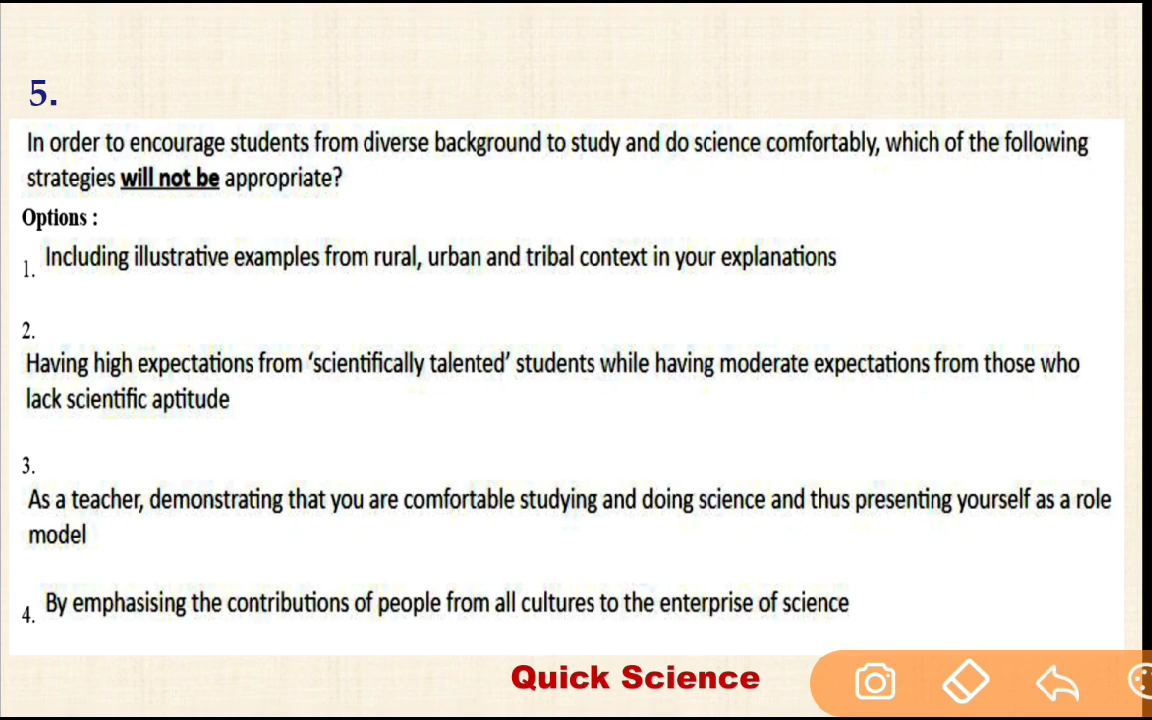 5.
In order to encourage students from diverse background to study and do science comfortably, which of the following
strategies will not be appropriate?
Options :
1. Including illustrative examples from rural, urban and tribal context in your explanations
2.
Having high expectations from ‘scientifically talented’ students while having moderate expectations from those who
lack scientific aptitude
3.
As a teacher, demonstrating that you are comfortable studying and doing science and thus presenting yourself as a role
model
4. By emphasising the contributions of people from all cultures to the enterprise of science
Quick Science